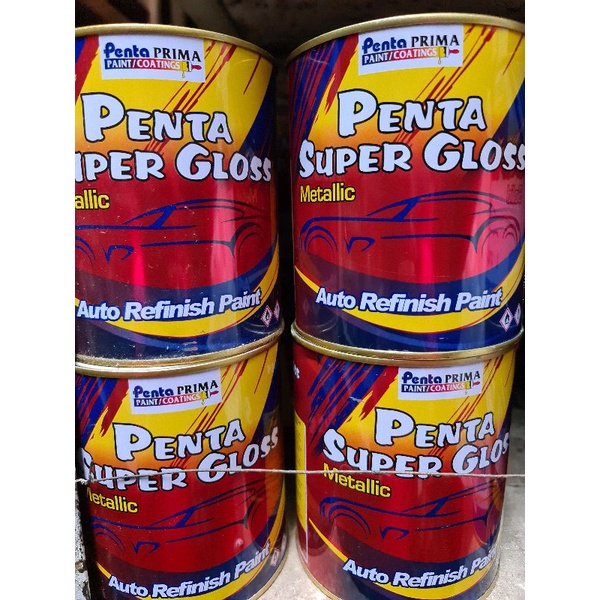 Penta PRIMA
PAINT/COATINGS
PENTA
UPER GLOSS
allic
Auto Refinish Paint
Penta PRIMA
PAINT/COATINGS
PENTA
SUPER GLOSS
Metallic
Auto Refinish Paint
Penta PRIMA
PAINT/COATINGS
PENTA
SUPER GLOSS
Metallic
Auto Refinish Paint
Penta PRIMA
PAINT/COATINGS
PENTA
SUPER GLOS
Metallic
Auto Refinish Paint